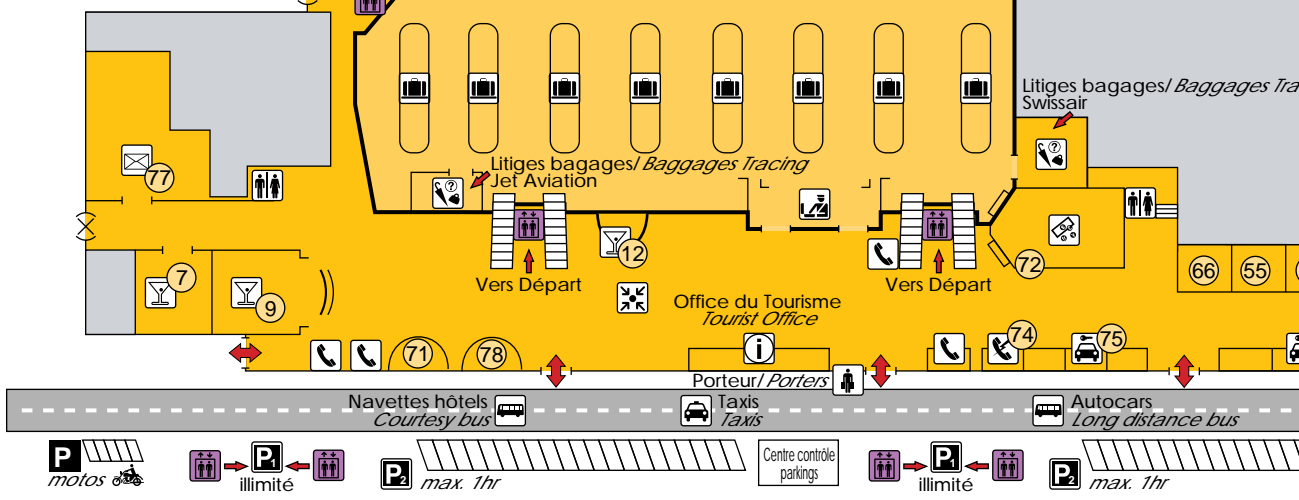 Litiges bagages/ Baggages Tra
Swissair
77
Litiges bagages/ Baggages Tracing
Jet Aviation
12
7
9
72
66
55
Vers Départ
Vers Départ
Office du Tourisme
Tourist Office
i
71
78
74
75
Porteur/ Porters
Navettes hôtels
Courtesy bus
Taxis
Taxis
Autocars
Long distance bus
P
motos
P1
illimité
P2
max. 1hr
Centre contrôle
parkings
P1
illimité
P2
max. 1hr